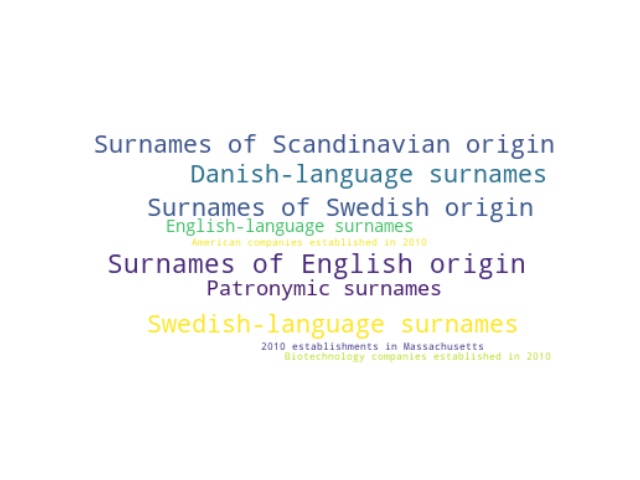 Surnames of Scandinavian origin
Danish-language surnames
Surnames of Swedish origin
English-language surnames
American companies established in 2010
Surnames of English origin
Patronymic surnames
Swedish-language surnames
2010 establishments in Massachusetts
Biotechnology companies established in 2010